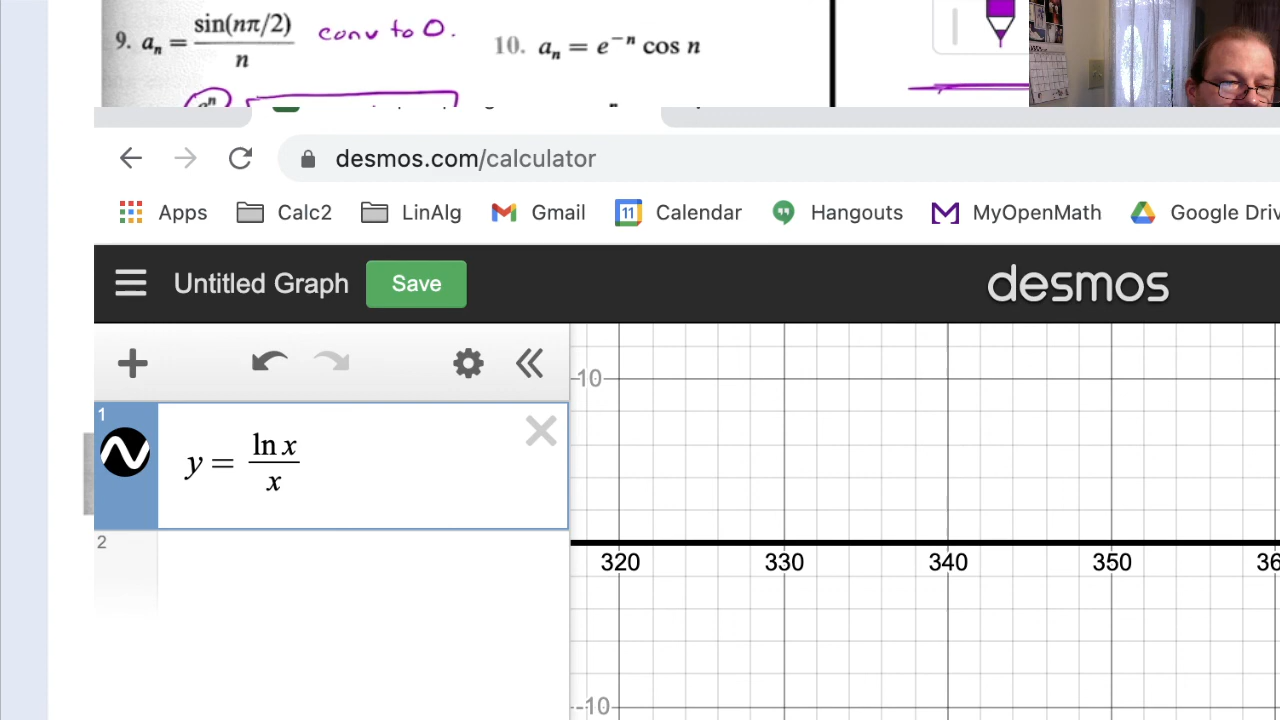 9. aₙ = sin(nπ/2)/n conv to 0. 10. aₙ = e⁻ⁿ cos n
desmos.com/calculator
Apps Calc2 LinAlg Gmail 11 Calendar Hangouts MyOpenMath Google Driv
Untitled Graph Save desmos
1
y = ln x / x
2
10
320 330 340 350 36
-10